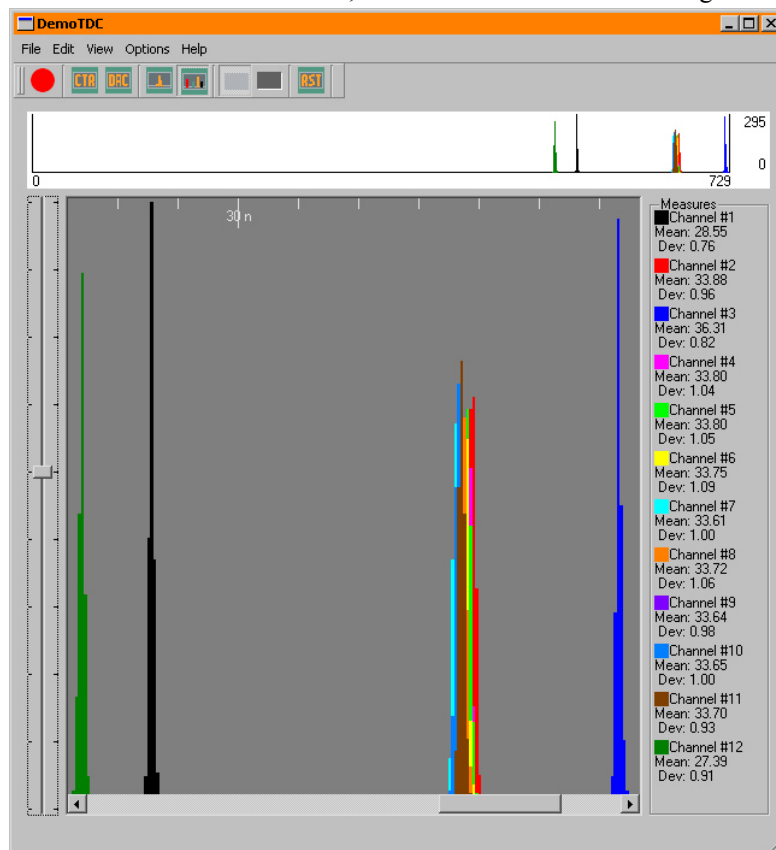 DemoTDC
File Edit View Options Help
CTR DAC RST
295
0
0 729
30 n
Measures
Channel #1
Mean: 28.55
Dev: 0.76
Channel #2
Mean: 33.88
Dev: 0.96
Channel #3
Mean: 36.31
Dev: 0.82
Channel #4
Mean: 33.80
Dev: 1.04
Channel #5
Mean: 33.80
Dev: 1.05
Channel #6
Mean: 33.75
Dev: 1.09
Channel #7
Mean: 33.61
Dev: 1.00
Channel #8
Mean: 33.72
Dev: 1.06
Channel #9
Mean: 33.64
Dev: 0.98
Channel #10
Mean: 33.65
Dev: 1.00
Channel #11
Mean: 33.70
Dev: 0.93
Channel #12
Mean: 27.39
Dev: 0.91